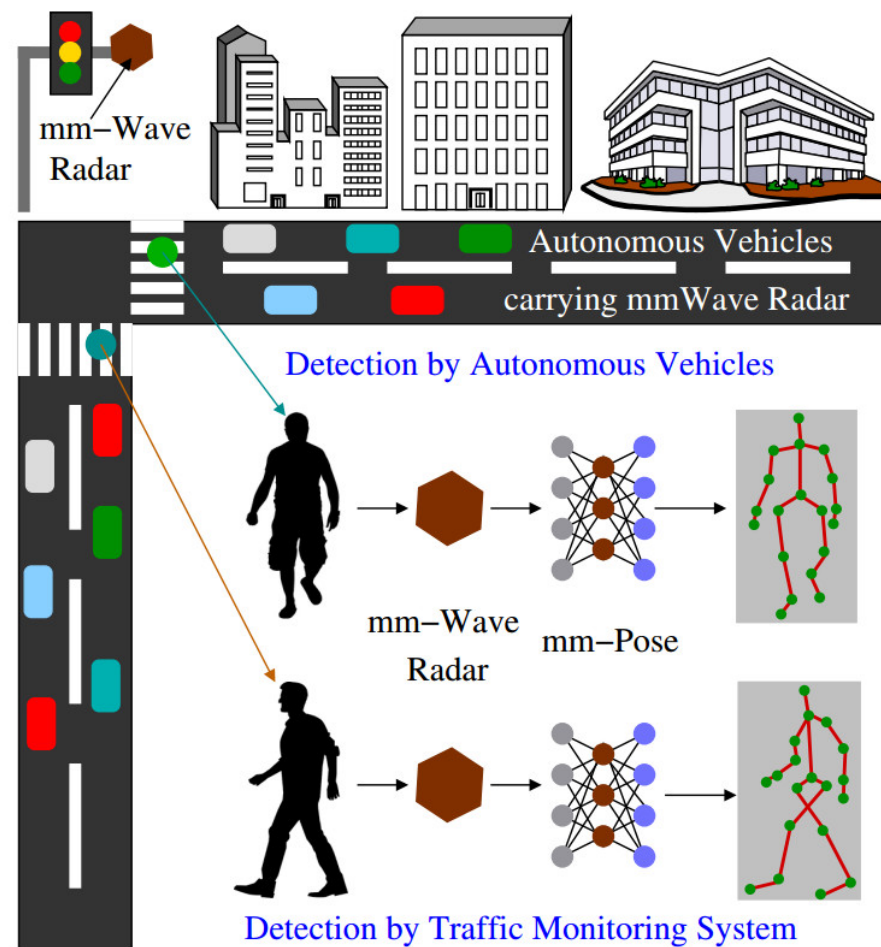 mm−Wave
Radar
Autonomous Vehicles
carrying mmWave Radar
Detection by Autonomous Vehicles
mm−Wave
Radar
mm−Pose
Detection by Traffic Monitoring System